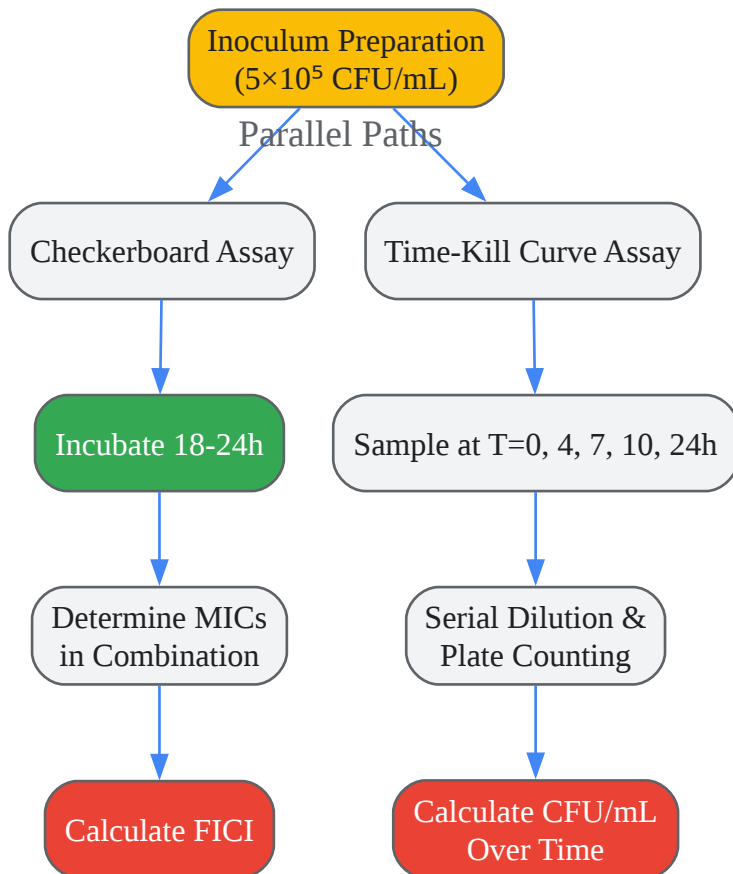 Inoculum Preparation
(5×10⁵ CFU/mL)
Parallel Paths
Checkerboard Assay
Time-Kill Curve Assay
Incubate 18-24h
Sample at T=0, 4, 7, 10, 24h
Determine MICs
in Combination
Serial Dilution &
Plate Counting
Calculate FICI
Calculate CFU/mL
Over Time